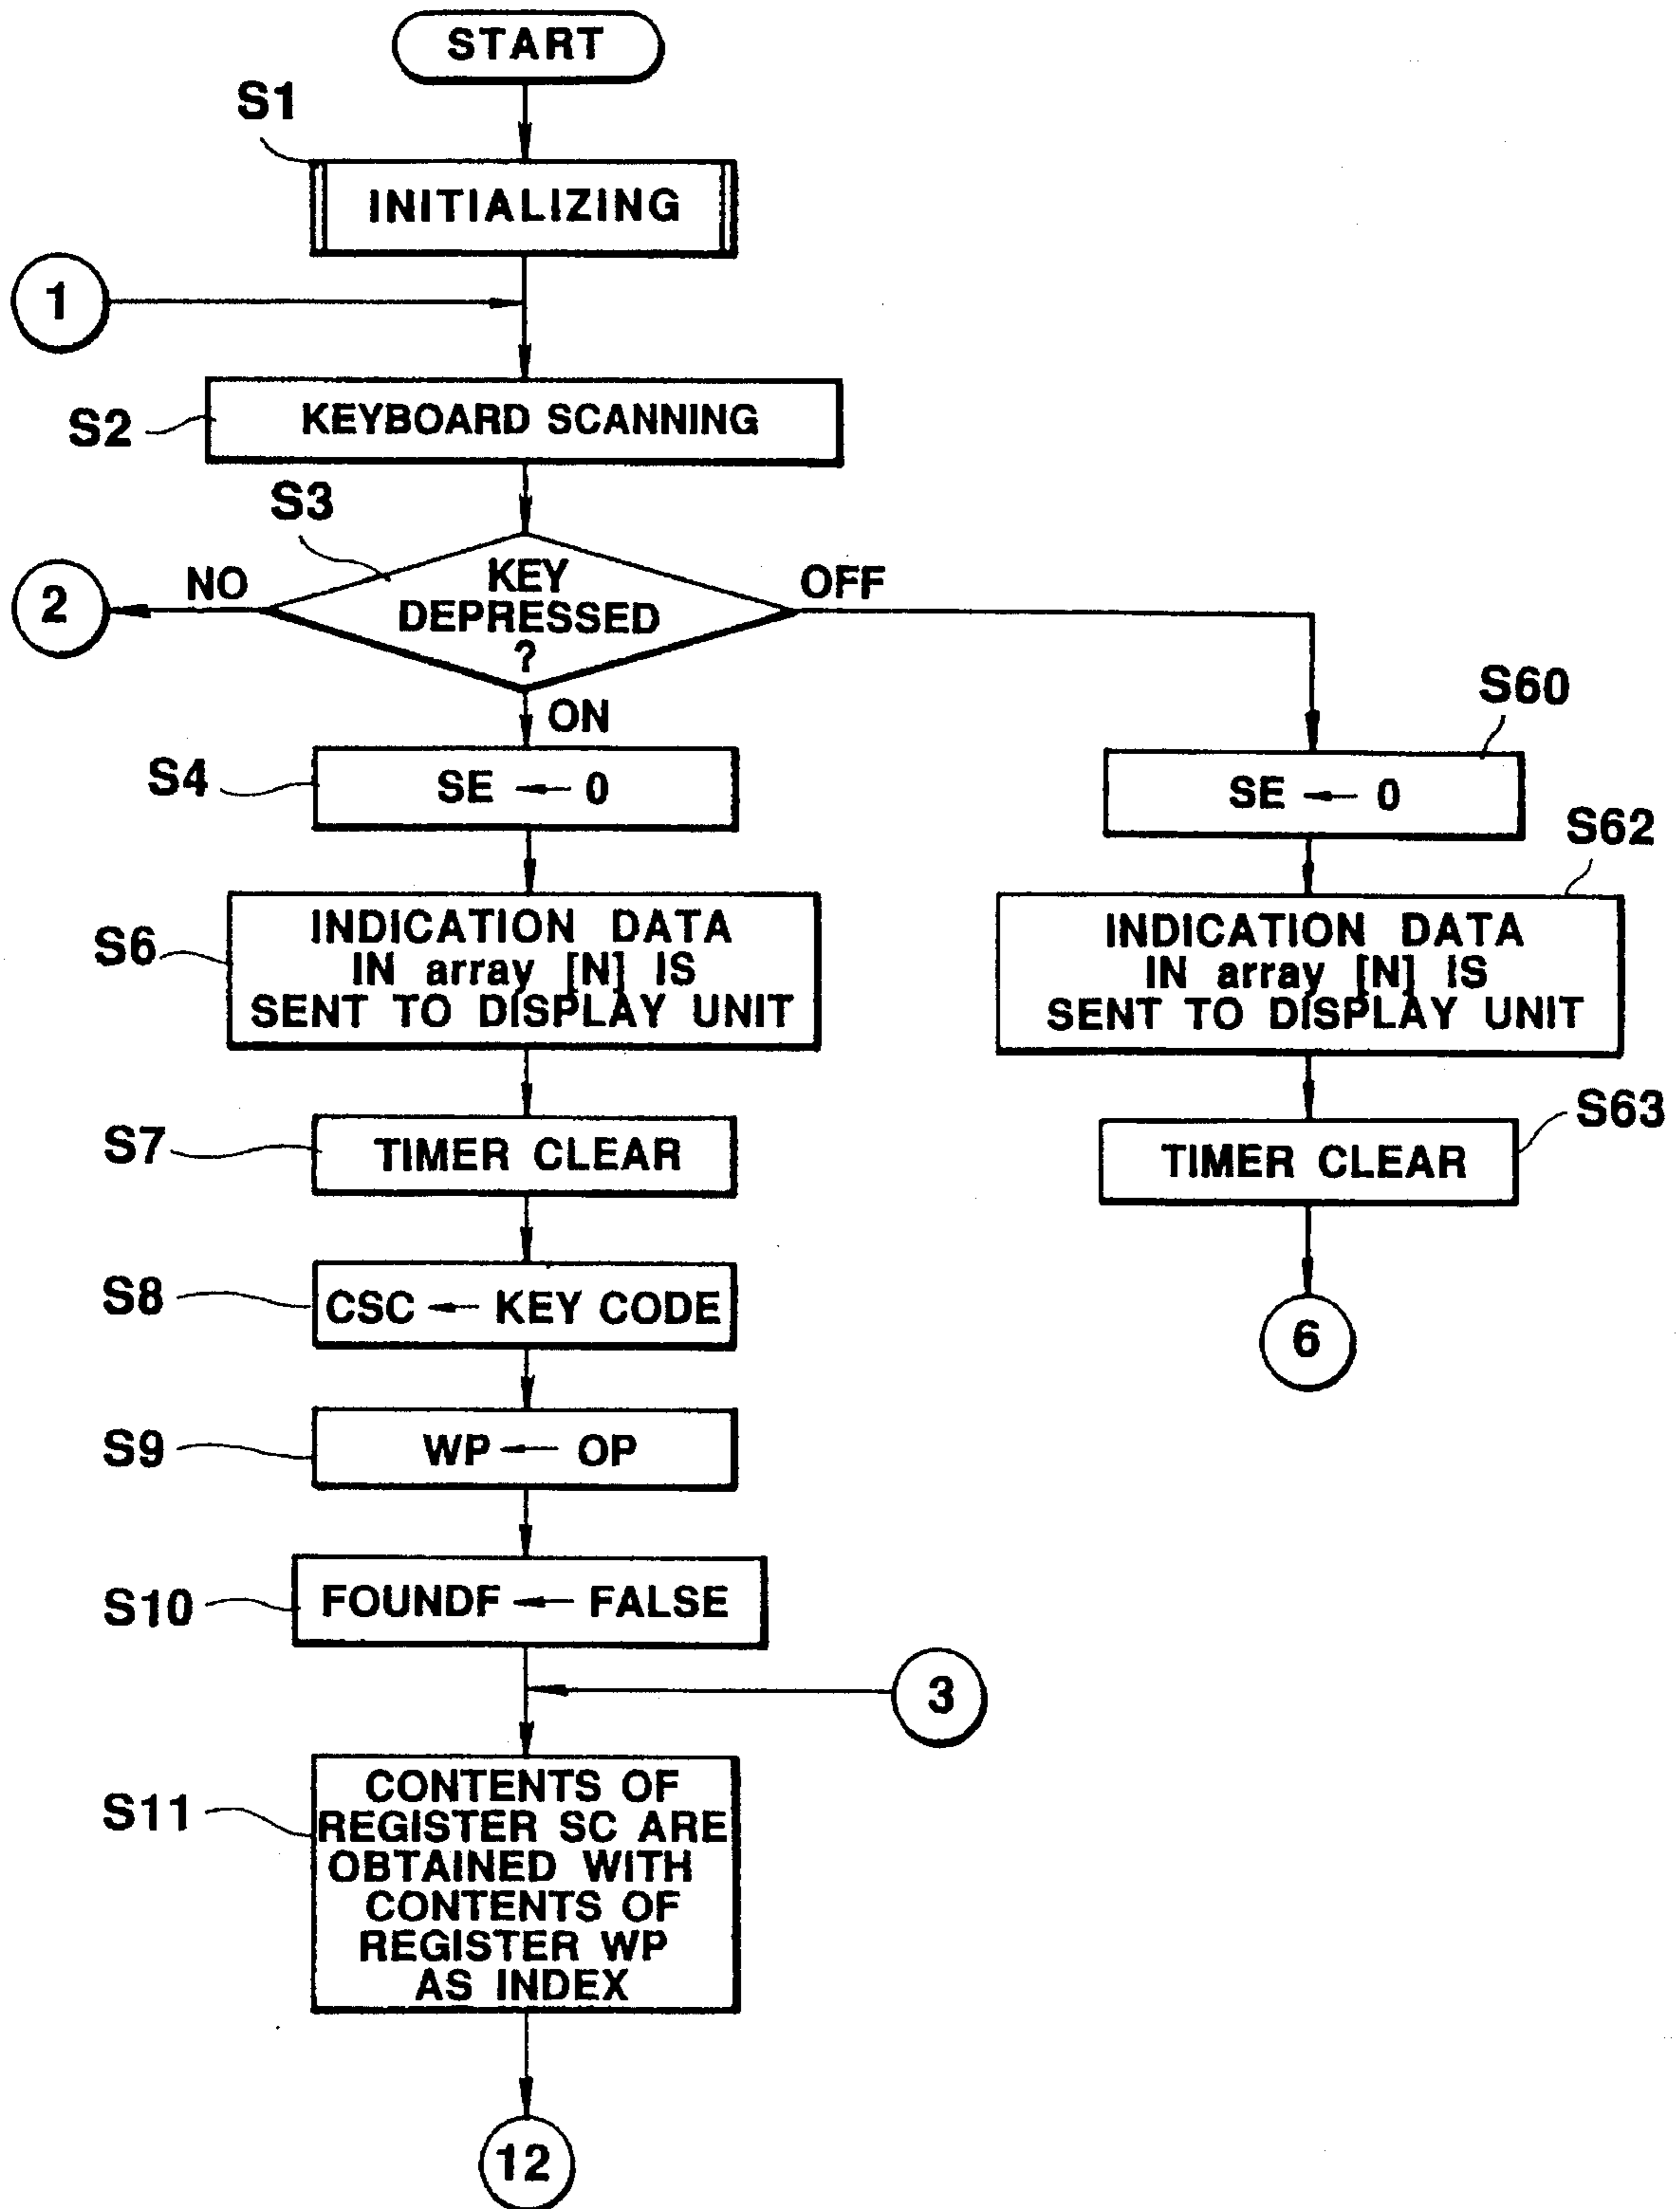 START
S1
INITIALIZING
1
S2
KEYBOARD SCANNING
S3
KEY
DEPRESSED
?
NO
2
OFF
ON
S4
SE ← 0
S6
INDICATION DATA
IN array [N] IS
SENT TO DISPLAY UNIT
S7
TIMER CLEAR
S8
CSC ← KEY CODE
S9
WP ← OP
S10
FOUNDF ← FALSE
3
S11
CONTENTS OF
REGISTER SC ARE
OBTAINED WITH
CONTENTS OF
REGISTER WP
AS INDEX
12
S60
SE ← 0
S62
INDICATION DATA
IN array [N] IS
SENT TO DISPLAY UNIT
S63
TIMER CLEAR
6